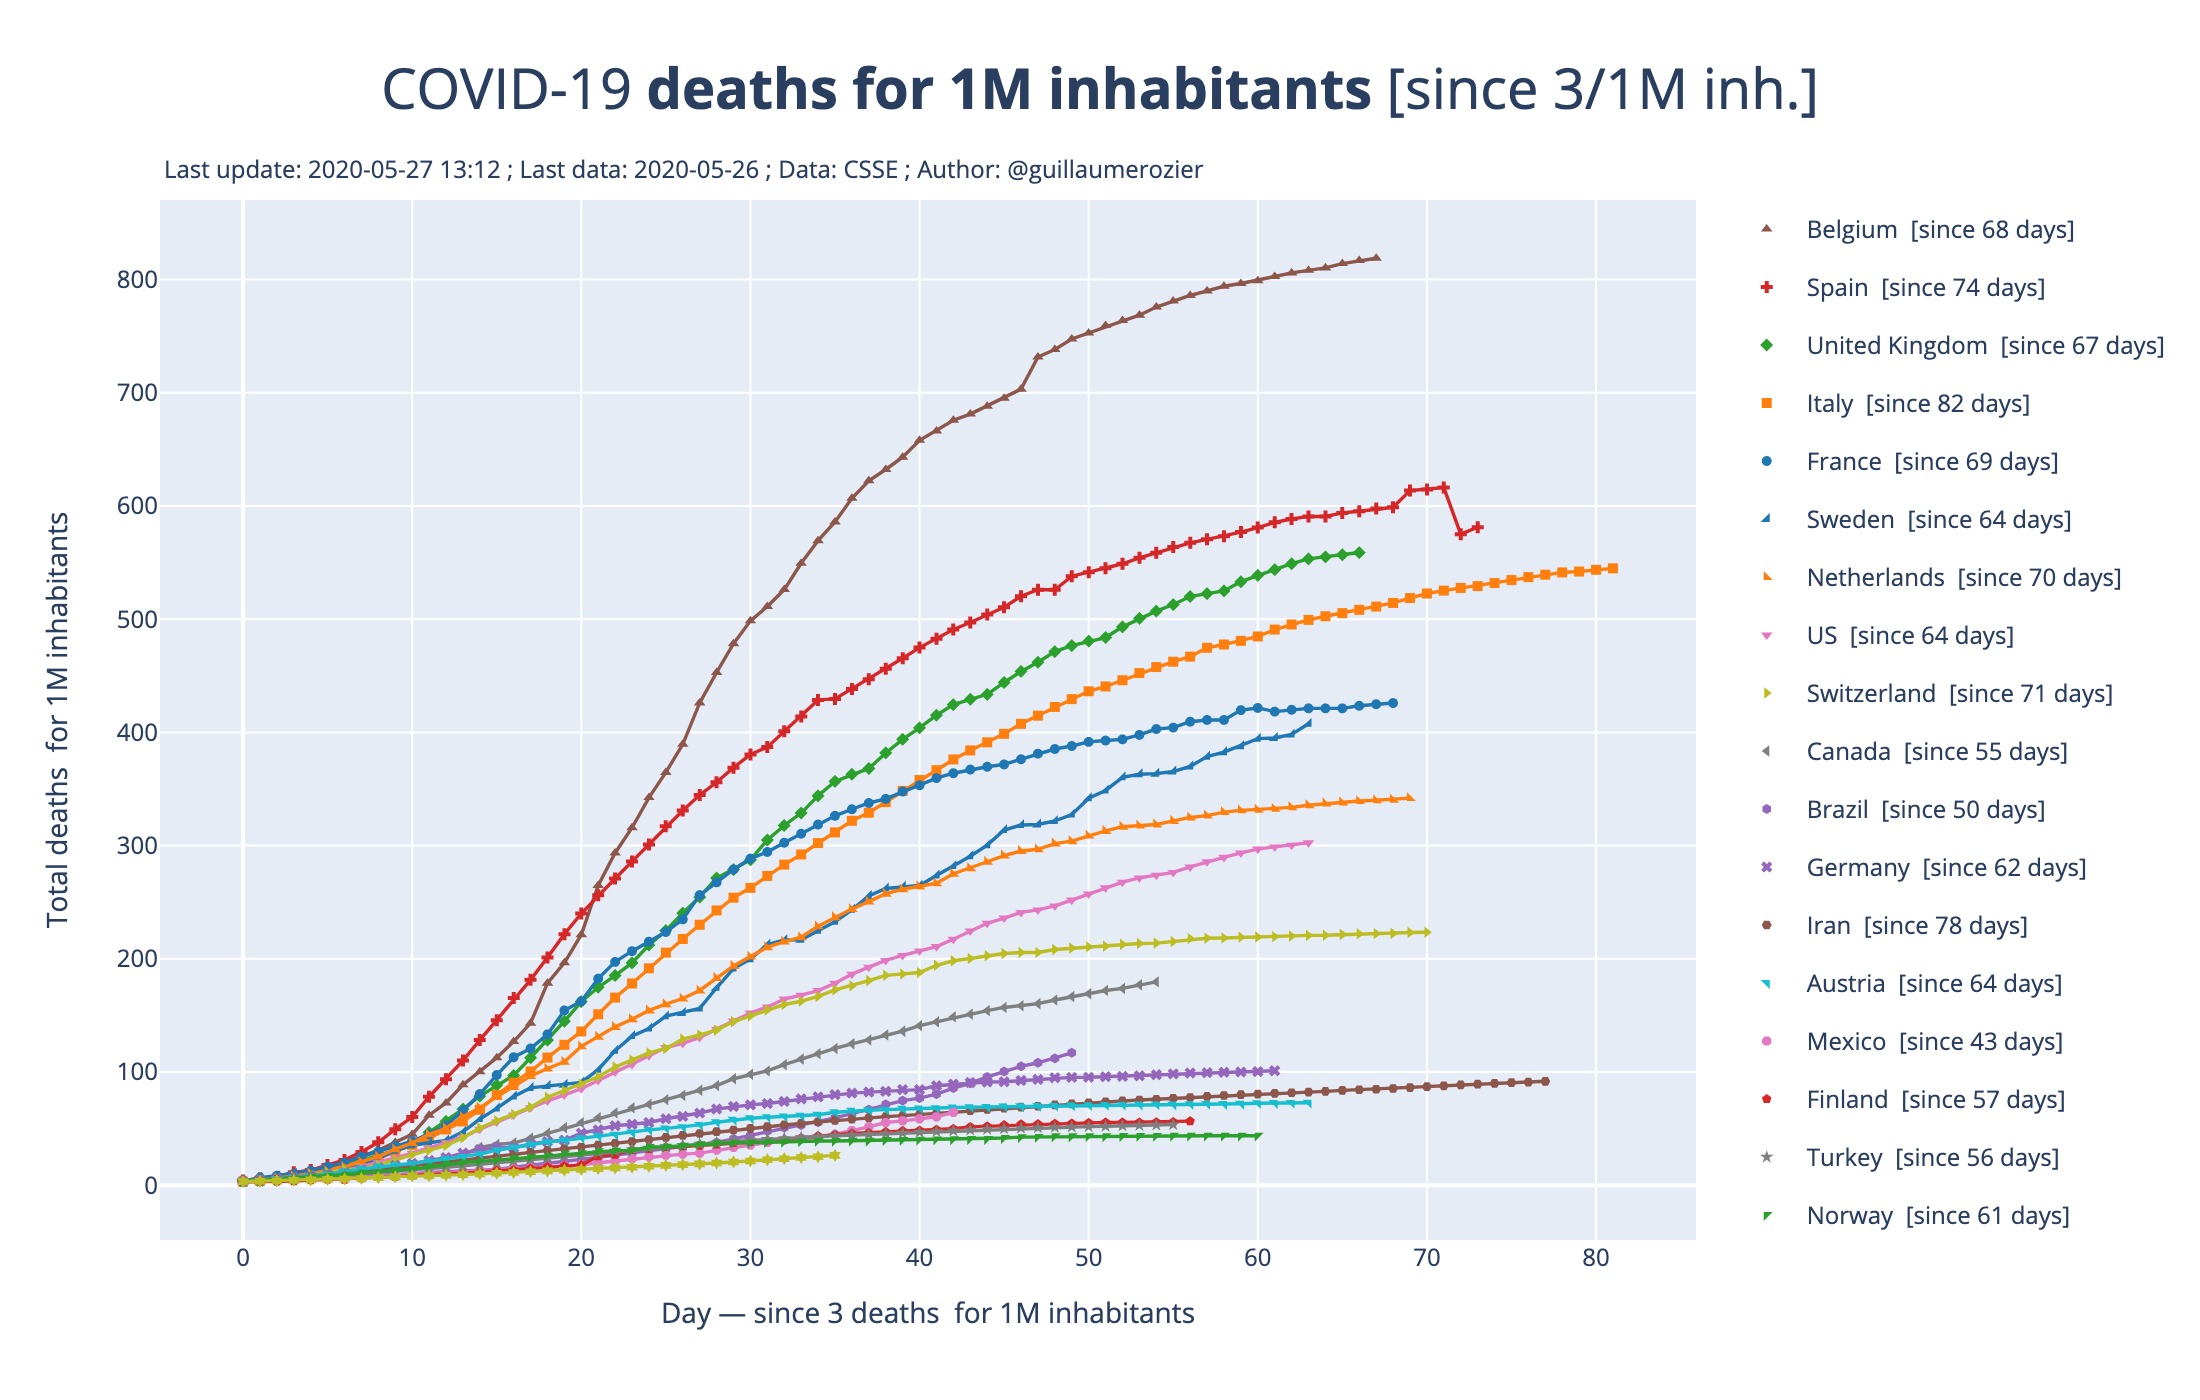 COVID-19 deaths for 1M inhabitants [since 3/1M inh.]
Last update: 2020-05-27 13:12 ; Last data: 2020-05-26 ; Data: CSSE ; Author: @guillaumerozier
Total deaths for 1M inhabitants
800
700
600
500
400
300
200
100
0
0 10 20 30 40 50 60 70 80
Day — since 3 deaths for 1M inhabitants
Belgium [since 68 days]
Spain [since 74 days]
United Kingdom [since 67 days]
Italy [since 82 days]
France [since 69 days]
Sweden [since 64 days]
Netherlands [since 70 days]
US [since 64 days]
Switzerland [since 71 days]
Canada [since 55 days]
Brazil [since 50 days]
Germany [since 62 days]
Iran [since 78 days]
Austria [since 64 days]
Mexico [since 43 days]
Finland [since 57 days]
Turkey [since 56 days]
Norway [since 61 days]